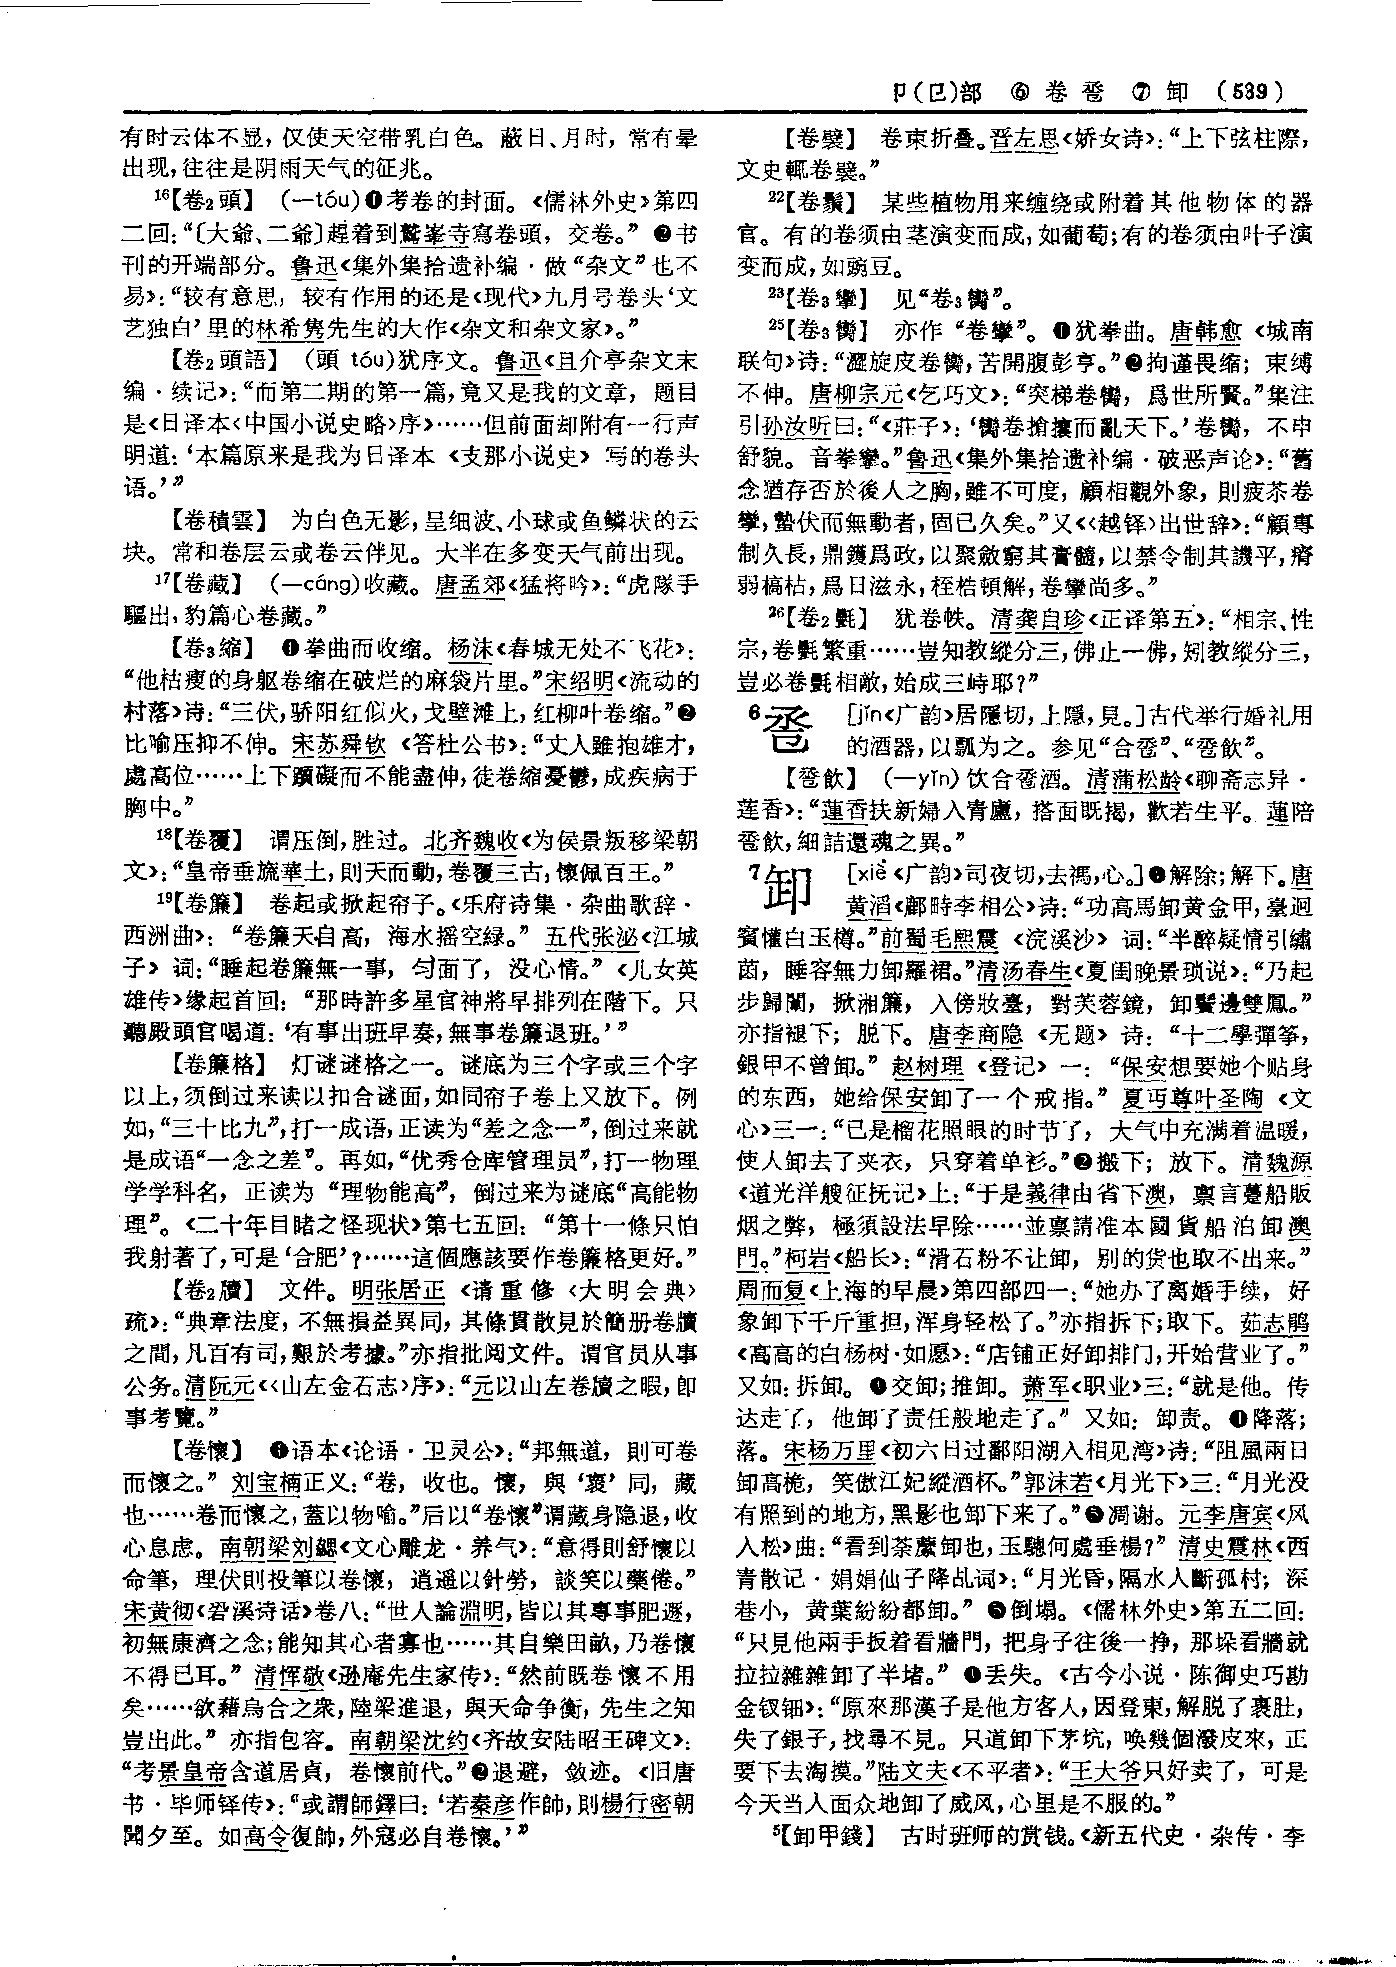 卩(㔾)部 ⑥ 卷 卺 ⑦ 卸 (539)
有时云体不显，仅使天空带乳白色。蔽日、月时，常有晕
出现，往往是阴雨天气的征兆。
16【卷₂頭】 (—tóu)❶考卷的封面。《儒林外史》第四
二回：“〔大爺、二爺〕趕着到鷲峯寺寫卷頭，交卷。”❷书
刊的开端部分。鲁迅《集外集拾遗补编·做“杂文”也不
易》：“较有意思，较有作用的还是《现代》九月号卷头‘文
艺独白’里的林希隽先生的大作《杂文和杂文家》。”
【卷₂頭語】 (頭 tóu)犹序文。鲁迅《且介亭杂文末
编·续记》：“而第二期的第一篇，竟又是我的文章，题目
是《日译本〈中国小说史略〉序》……但前面却附有一行声
明道：‘本篇原来是我为日译本《支那小说史》写的卷头
语。’”
【卷積雲】 为白色无影，呈细波、小球或鱼鳞状的云
块。常和卷层云或卷云伴见。大半在多变天气前出现。
17【卷藏】 (—cáng)收藏。唐孟郊《猛将吟》：“虎隊手
驅出，豹篇心卷藏。”
【卷₃縮】 ❶拳曲而收缩。杨沫《春城无处不飞花》：
“他枯瘦的身躯卷缩在破烂的麻袋片里。”宋绍明《流动的
村落》诗：“三伏，骄阳红似火，戈壁滩上，红柳叶卷缩。”❷
比喻压抑不伸。宋苏舜钦《答杜公书》：“丈人雖抱雄才，
處高位……上下躓礙而不能盡伸，徒卷縮憂鬱，成疾病于
胸中。”
18【卷覆】 谓压倒，胜过。北齐魏收《为侯景叛移梁朝
文》：“皇帝垂旒華土，則天而動，卷覆三古，懷佩百王。”
19【卷簾】 卷起或掀起帘子。《乐府诗集·杂曲歌辞·
西洲曲》：“卷簾天自高，海水摇空緑。”五代张泌《江城
子》词：“睡起卷簾無一事，匀面了，没心情。”《儿女英
雄传》缘起首回：“那時許多星官神將早排列在階下。只
聽殿頭官喝道：‘有事出班早奏，無事卷簾退班。’”
【卷簾格】 灯谜谜格之一。谜底为三个字或三个字
以上，须倒过来读以扣合谜面，如同帘子卷上又放下。例
如，“三十比九”，打一成语，正读为“差之念一”，倒过来就
是成语“一念之差”。再如，“优秀仓库管理员”，打一物理
学学科名，正读为“理物能高”，倒过来为谜底“高能物
理”。《二十年目睹之怪现状》第七五回：“第十一條只怕
我射著了，可是‘合肥’？……這個應該要作卷簾格更好。”
【卷₂牘】 文件。明张居正《请重修〈大明会典〉
疏》：“典章法度，不無損益異同，其條貫散見於簡册卷牘
之間，凡百有司，艱於考據。”亦指批阅文件。谓官员从事
公务。清阮元《〈山左金石志〉序》：“元以山左卷牘之暇，即
事考覽。”
【卷懷】 ❶语本《论语·卫灵公》：“邦無道，則可卷
而懷之。”刘宝楠正义：“卷，收也。懷，與‘褱’同，藏
也……卷而懷之，蓋以物喻。”后以“卷懷”谓藏身隐退，收
心息虑。南朝梁刘勰《文心雕龙·养气》：“意得則舒懷以
命筆，理伏則投筆以卷懷，逍遥以針勞，談笑以藥倦。”
宋黄彻《䂬溪诗话》卷八：“世人論淵明，皆以其專事肥遯，
初無康濟之念；能知其心者寡也……其自樂田畝，乃卷懷
不得已耳。”清恽敬《逊庵先生家传》：“然前既卷懷不用
矣……欲藉烏合之衆，陸梁進退，與天命争衡，先生之知
豈出此。”亦指包容。南朝梁沈约《齐故安陆昭王碑文》：
“考景皇帝含道居貞，卷懷前代。”❷退避，敛迹。《旧唐
书·毕师铎传》：“或謂師鐸曰：‘若秦彦作帥，則楊行密朝
聞夕至。如高令復帥，外寇必自卷懷。’”
【卷襞】 卷束折叠。晋左思《娇女诗》：“上下弦柱際，
文史輒卷襞。”
22【卷鬚】 某些植物用来缠绕或附着其他物体的器
官。有的卷须由茎演变而成，如葡萄；有的卷须由叶子演
变而成，如豌豆。
23【卷₃攣】 见“卷₃臠”。
25【卷₃臠】 亦作“卷攣”。❶犹拳曲。唐韩愈《城南
联句》诗：“澀旋皮卷臠，苦開腹彭亨。”❷拘谨畏缩；束缚
不伸。唐柳宗元《乞巧文》：“突梯卷臠，爲世所賢。”集注
引孙汝听曰：“《莊子》：‘臠卷搶攘而亂天下。’卷臠，不申
舒貌。音拳攣。”鲁迅《集外集拾遗补编·破恶声论》：“舊
念猶存否於後人之胸，雖不可度，顧相觀外象，則疲苶卷
攣，蟄伏而無動者，固已久矣。”又《〈越铎〉出世辞》：“顧專
制久長，鼎鑊爲政，以聚斂窮其膏髓，以禁令制其譏平，瘠
弱槁枯，爲日滋永，桎梏頓解，卷攣尚多。”
26【卷₂氎】 犹卷帙。清龚自珍《正译第五》：“相宗、性
宗，卷氎繁重……豈知教縱分三，佛止一佛，矧教縱分三，
豈必卷氎相敵，始成三峙耶？”
6 卺 [jǐn《广韵》居隱切，上隱，見。]古代举行婚礼用
的酒器，以瓢为之。参见“合卺”、“卺飲”。
【卺飲】 (—yǐn)饮合卺酒。清蒲松龄《聊斋志异·
莲香》：“蓮香扶新婦入青廬，搭面既揭，歡若生平。蓮陪
卺飲，細詰還魂之異。”
7 卸 [xiè《广韵》司夜切，去禡，心。]❶解除；解下。唐
黄滔《鄜畤李相公》诗：“功高馬卸黄金甲，臺迥
賓懽白玉樽。”前蜀毛熙震《浣溪沙》词：“半醉疑情引繡
茵，睡容無力卸羅裙。”清汤春生《夏闺晚景琐说》：“乃起
步歸闌，掀湘簾，入傍妝臺，對芙蓉鏡，卸鬢邊雙鳳。”
亦指褪下；脱下。唐李商隐《无题》诗：“十二學彈筝，
銀甲不曾卸。”赵树理《登记》一：“保安想要她个贴身
的东西，她给保安卸了一个戒指。”夏丏尊叶圣陶《文
心》三一：“已是榴花照眼的时节了，大气中充满着温暖，
使人卸去了夹衣，只穿着单衫。”❷搬下；放下。清魏源
《道光洋艘征抚记》上：“于是義律由省下澳，禀言躉船販
烟之弊，極須設法早除……並禀請准本國貨船泊卸澳
門。”柯岩《船长》：“滑石粉不让卸，别的货也取不出来。”
周而复《上海的早晨》第四部四一：“她办了离婚手续，好
象卸下千斤重担，浑身轻松了。”亦指拆下；取下。茹志鹃
《高高的白杨树·如愿》：“店铺正好卸排门，开始营业了。”
又如：拆卸。❸交卸；推卸。萧军《职业》三：“就是他。传
达走了，他卸了责任般地走了。”又如：卸责。❹降落；
落。宋杨万里《初六日过鄱阳湖入相见湾》诗：“阻風兩日
卸高桅，笑傲江妃縱酒杯。”郭沫若《月光下》三：“月光没
有照到的地方，黑影也卸下来了。”❺凋谢。元李唐宾《风
入松》曲：“看到荼蘼卸也，玉驄何處垂楊？”清史震林《西
青散记·娟娟仙子降乩词》：“月光昏，隔水人斷孤村；深
巷小，黄葉紛紛都卸。”❻倒塌。《儒林外史》第五二回：
“只見他兩手扳着看牆門，把身子往後一挣，那垛看牆就
拉拉雜雜卸了半堵。”❼丢失。《古今小说·陈御史巧勘
金钗钿》：“原來那漢子是他方客人，因登東，解脱了裹肚，
失了銀子，找尋不見。只道卸下茅坑，唤幾個潑皮來，正
要下去淘摸。”陆文夫《不平者》：“王大爷只好卖了，可是
今天当人面众地卸了威风，心里是不服的。”
5【卸甲錢】 古时班师的赏钱。《新五代史·杂传·李